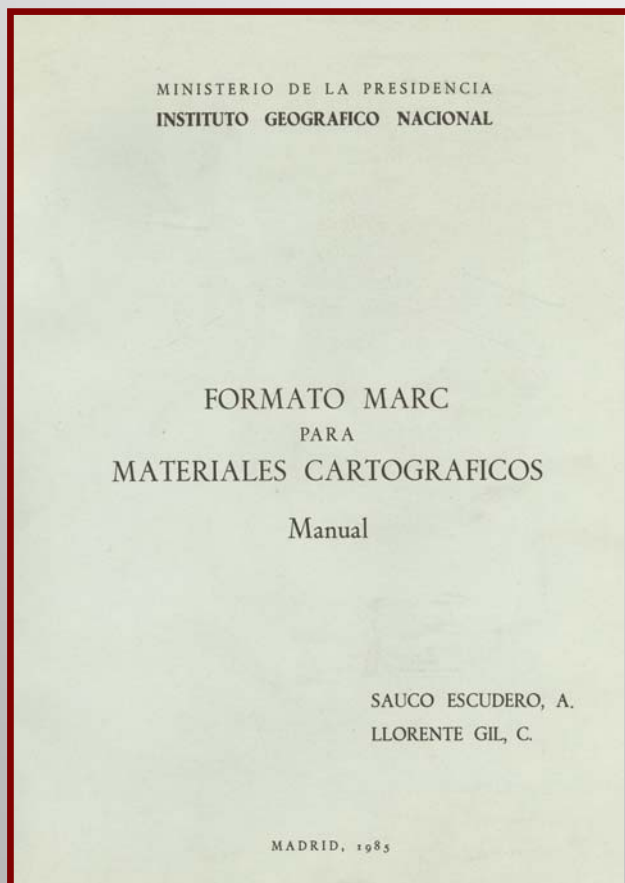 MINISTERIO DE LA PRESIDENCIA
INSTITUTO GEOGRAFICO NACIONAL
FORMATO MARC
PARA
MATERIALES CARTOGRAFICOS
Manual
SAUCO ESCUDERO, A.
LLORENTE GIL, C.
MADRID, 1985